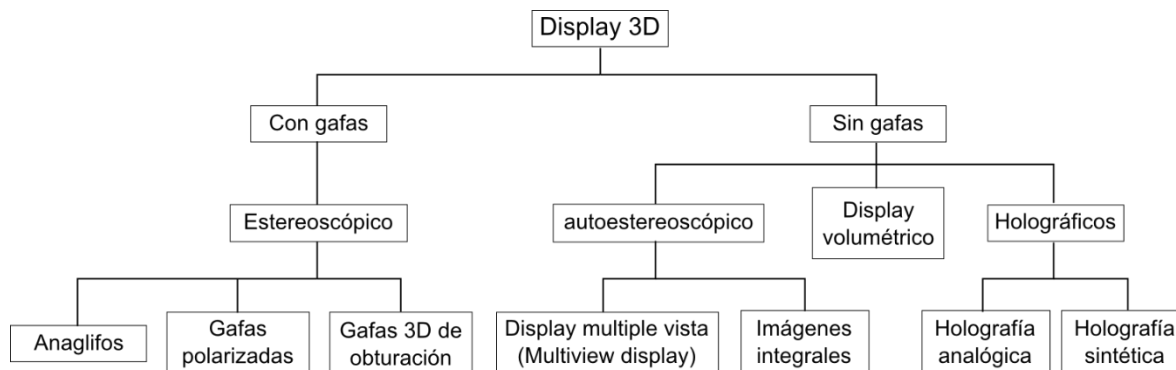 Display 3D
Con gafas
Sin gafas
Estereoscópico
autoestereoscópico
Display
volumétrico
Holográficos
Anaglifos
Gafas
polarizadas
Gafas 3D de
obturación
Display multiple vista
(Multiview display)
Imágenes
integrales
Holografía
analógica
Holografía
sintética